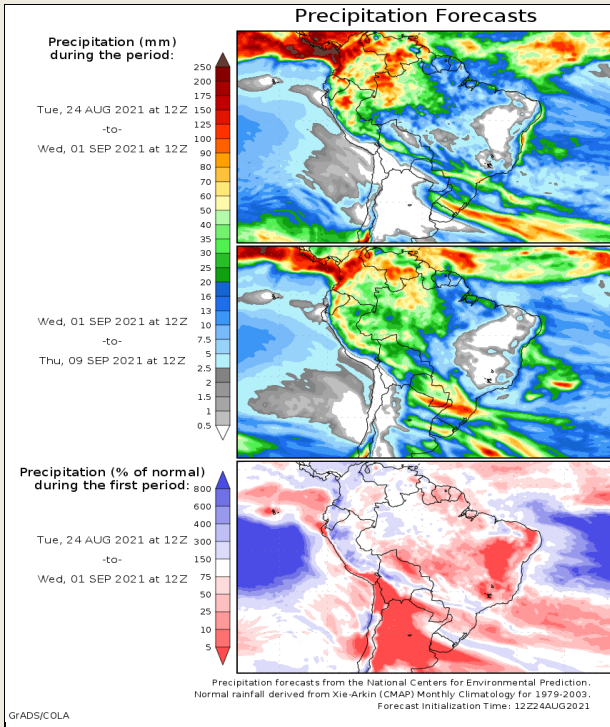 Precipitation Forecasts
Precipitation (mm)
during the period:
Tue, 24 AUG 2021 at 12Z
-to-
Wed, 01 SEP 2021 at 12Z
250
200
175
150
125
100
90
80
70
60
50
40
35
30
25
20
16
13
10
7.5
5
2.5
2
1.5
1
0.5
Wed, 01 SEP 2021 at 12Z
-to-
Thu, 09 SEP 2021 at 12Z
Precipitation (% of normal)
during the first period:
Tue, 24 AUG 2021 at 12Z
-to-
Wed, 01 SEP 2021 at 12Z
800
600
400
300
150
75
50
25
10
5
Precipitation forecasts from the National Centers for Environmental Prediction.
Normal rainfall derived from Xie-Arkin (CMAP) Monthly Climatology for 1979-2003.
Forecast Initialization Time: 12Z24AUG2021
GrADS/COLA